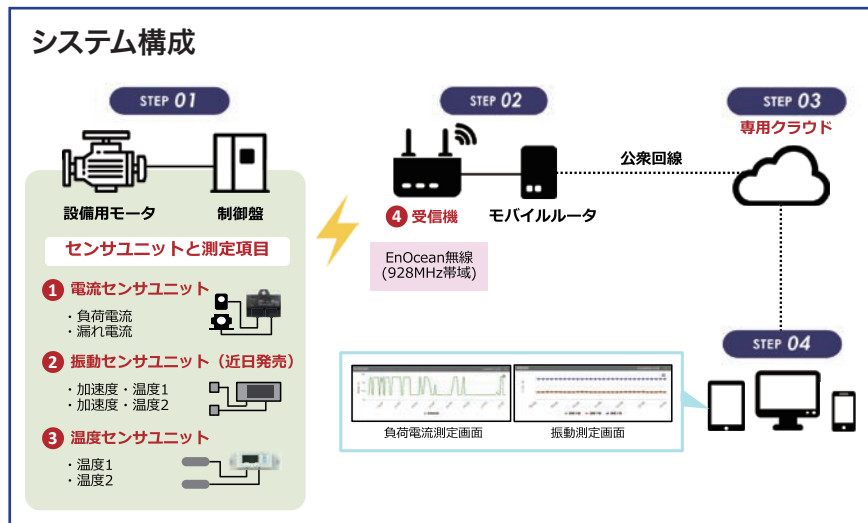 システム構成
STEP 01
STEP 02
STEP 03
専用クラウド
公衆回線
設備用モータ
制御盤
4 受信機
モバイルルータ
センサユニットと測定項目
EnOcean無線
(928MHz帯域)
1 電流センサユニット
・負荷電流
・漏れ電流
2 振動センサユニット（近日発売）
・加速度・温度1
・加速度・温度2
3 温度センサユニット
・温度1
・温度2
STEP 04
負荷電流測定画面
振動測定画面